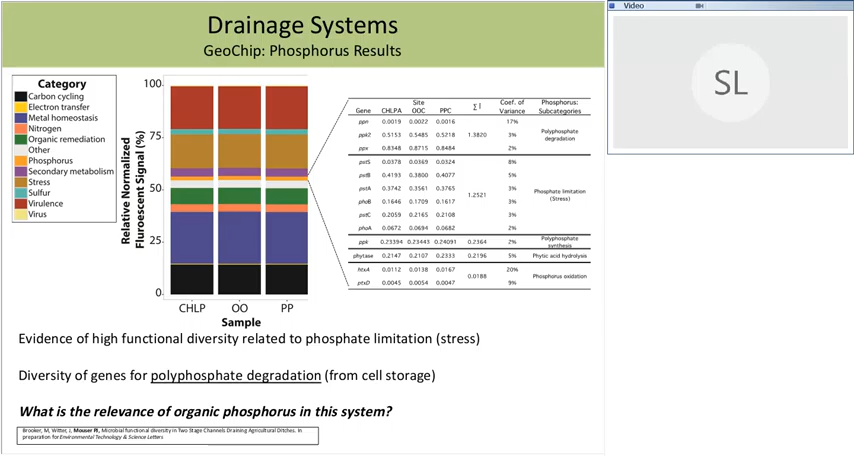 Drainage Systems
GeoChip: Phosphorus Results
Video
SL
Category
Carbon cycling
Electron transfer
Metal homeostasis
Nitrogen
Organic remediation
Other
Phosphorus
Secondary metabolism
Stress
Sulfur
Virulence
Virus
Relative Normalized
Fluroescent Signal (%)
100
75
50
25
0
CHLP OO PP
Sample
Gene CHLPA Site OOC PPC Σ Ī Coef. of Variance Phosphorus: Subcategories
ppn 0.0019 0.0022 0.0016 17%
ppk2 0.5153 0.5485 0.5218 1.3820 3% Polyphosphate degradation
ppx 0.8348 0.8715 0.8484 2%
pstS 0.0378 0.0369 0.0324 8%
pstB 0.4193 0.3800 0.4077 5%
pstA 0.3742 0.3561 0.3765 3%
phoB 0.1646 0.1709 0.1617 1.2521 3% Phosphate limitation (Stress)
pstC 0.2059 0.2165 0.2108 3%
phoA 0.0672 0.0694 0.0682 2%
ppk 0.23394 0.23443 0.24091 0.2364 2% Polyphosphate synthesis
phytase 0.2147 0.2107 0.2333 0.2196 5% Phytic acid hydrolysis
htxA 0.0112 0.0138 0.0167 20%
0.0188 Phosphorus oxidation
ptxD 0.0045 0.0054 0.0047 9%
Evidence of high functional diversity related to phosphate limitation (stress)
Diversity of genes for polyphosphate degradation (from cell storage)
What is the relevance of organic phosphorus in this system?
Brooker, M, Witter, J, Mouser PJ, Microbial functional diversity in Two Stage Channels Draining Agricultural Ditches. In
preparation for Environmental Technology & Science Letters